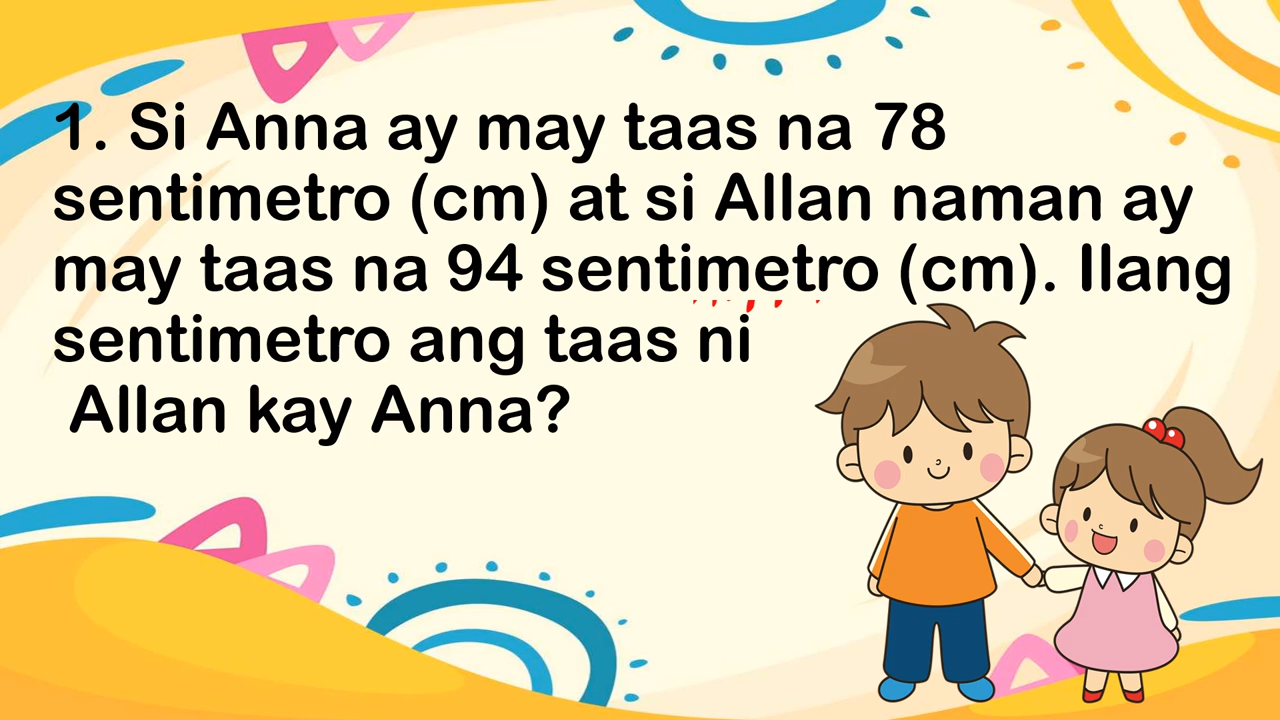 1. Si Anna ay may taas na 78
sentimetro (cm) at si Allan naman ay
may taas na 94 sentimetro (cm). Ilang
sentimetro ang taas ni
Allan kay Anna?